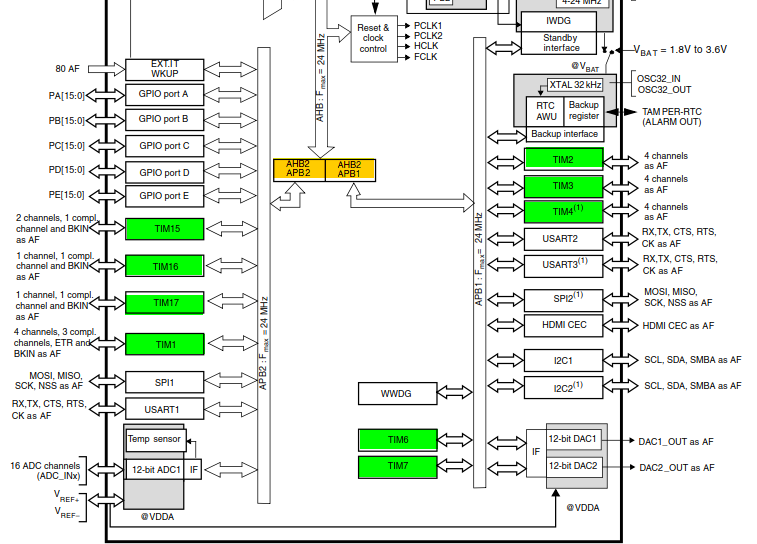 4-24 MHz
IWDG
Standby
interface
@V BAT
V BAT = 1.8V to 3.6V
Reset &
clock
control
PCLK1
PCLK2
HCLK
FCLK
AHB : F max = 24 MHz
80 AF
EXT.IT
WKUP
PA[15:0]
GPIO port A
PB[15:0]
GPIO port B
PC[15:0]
GPIO port C
PD[15:0]
GPIO port D
PE[15:0]
GPIO port E
2 channels, 1 compl.
channel and BKIN
as AF
TIM15
1 channel, 1 compl.
channel and BKIN
as AF
TIM16
1 channel, 1 compl.
channel and BKIN
as AF
TIM17
4 channels, 3 compl.
channels, ETR and
BKIN as AF
TIM1
MOSI, MISO,
SCK, NSS as AF
SPI1
RX,TX, CTS, RTS,
CK as AF
USART1
Temp sensor
16 ADC channels
(ADC_INx)
12-bit ADC1
IF
V REF+
V REF–
@VDDA
APB2 : F max = 24 MHz
AHB2
APB2
AHB2
APB1
APB1 : F max = 24 MHz
WWDG
TIM6
TIM7
XTAL 32 kHz
OSC32_IN
OSC32_OUT
RTC
AWU
Backup
register
Backup interface
TAMPER-RTC
(ALARM OUT)
TIM2
4 channels
as AF
TIM3
4 channels
as AF
TIM4(1)
4 channels
as AF
USART2
RX,TX, CTS, RTS,
CK as AF
USART3(1)
RX,TX, CTS, RTS,
CK as AF
SPI2(1)
MOSI, MISO,
SCK, NSS as AF
HDMI CEC
HDMI CEC as AF
I2C1
SCL, SDA, SMBA as AF
I2C2(1)
SCL, SDA, SMBA as AF
IF
12-bit DAC1
DAC1_OUT as AF
12-bit DAC2
DAC2_OUT as AF
@VDDA